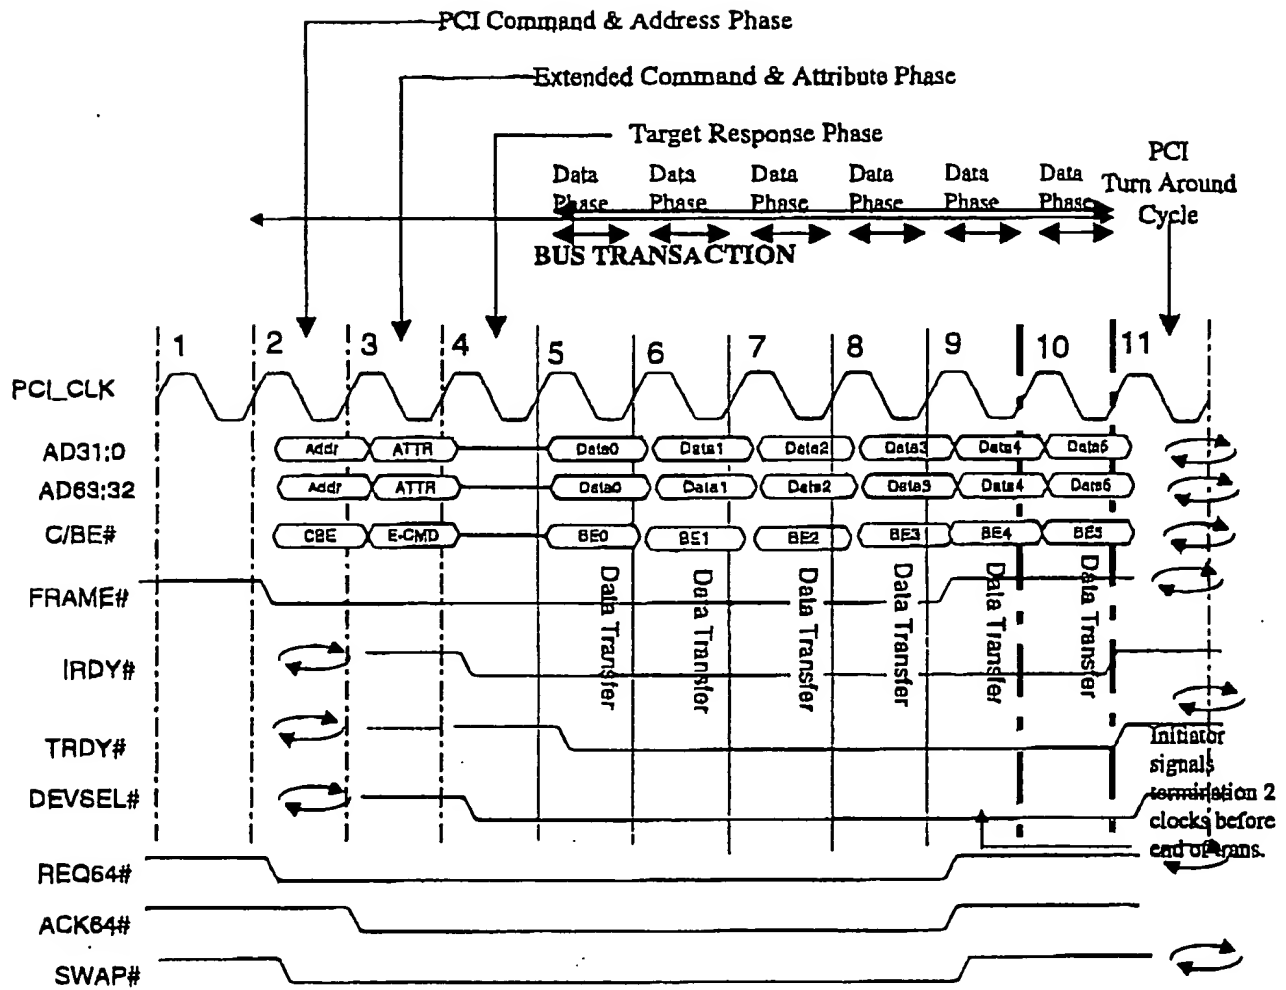 PCI Command & Address Phase
Extended Command & Attribute Phase
Target Response Phase
Data Phase
Data Phase
Data Phase
Data Phase
Data Phase
Data Phase
PCI
Turn Around
Cycle
BUS TRANSACTION
1 2 3 4 5 6 7 8 9 10 11
PCI_CLK
AD31:0 Addr ATTR Data0 Data1 Data2 Data3 Data4 Data5
AD63:32 Addr ATTR Data0 Data1 Data2 Data3 Data4 Data5
C/BE# CBE E-CMD BE0 BE1 BE2 BE3 BE4 BE5
FRAME#
Data Transfer
Data Transfer
Data Transfer
Data Transfer
Data Transfer
Data Transfer
IRDY#
TRDY#
Initiator
signals
termination 2
clocks before
end of trans.
DEVSEL#
REQ64#
ACK64#
SWAP#